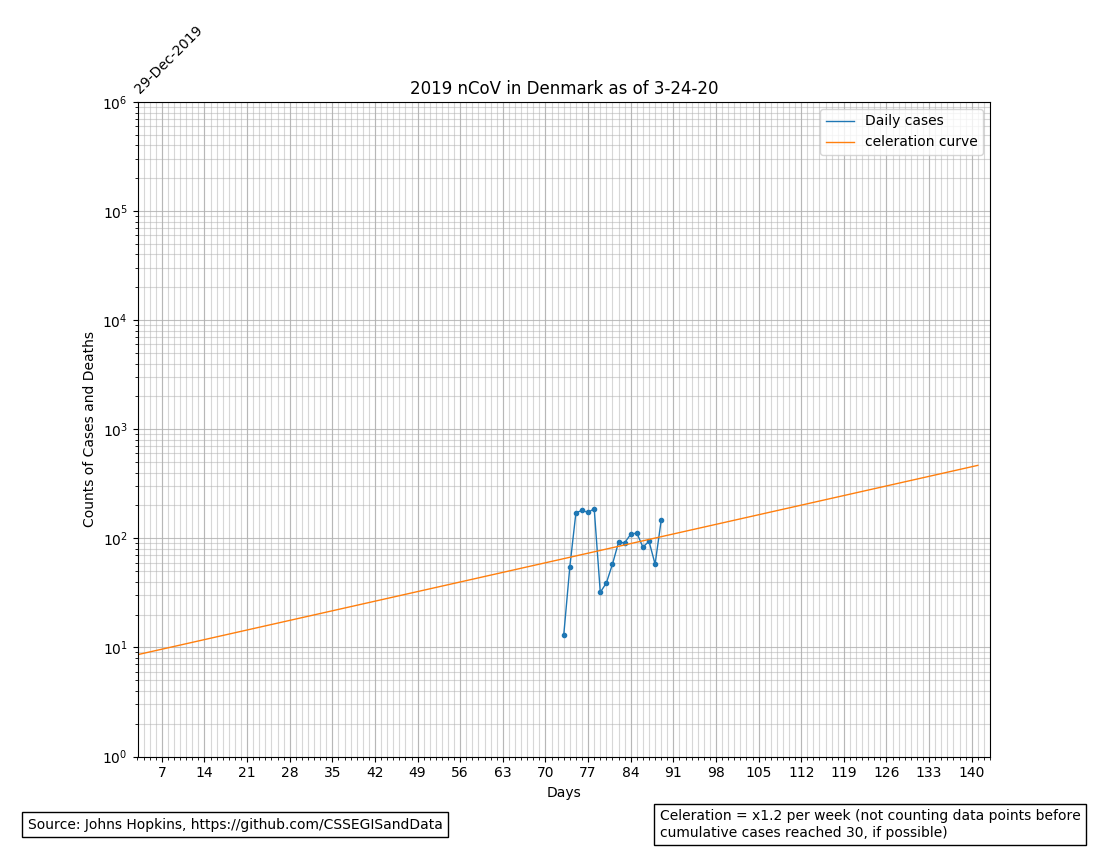 29-Dec-2019
2019 nCoV in Denmark as of 3-24-20
Daily cases
celeration curve
10^6
10^5
10^4
10^3
10^2
10^1
10^0
Counts of Cases and Deaths
7 14 21 28 35 42 49 56 63 70 77 84 91 98 105 112 119 126 133 140
Days
Source: Johns Hopkins, https://github.com/CSSEGISandData
Celeration = x1.2 per week (not counting data points before
cumulative cases reached 30, if possible)